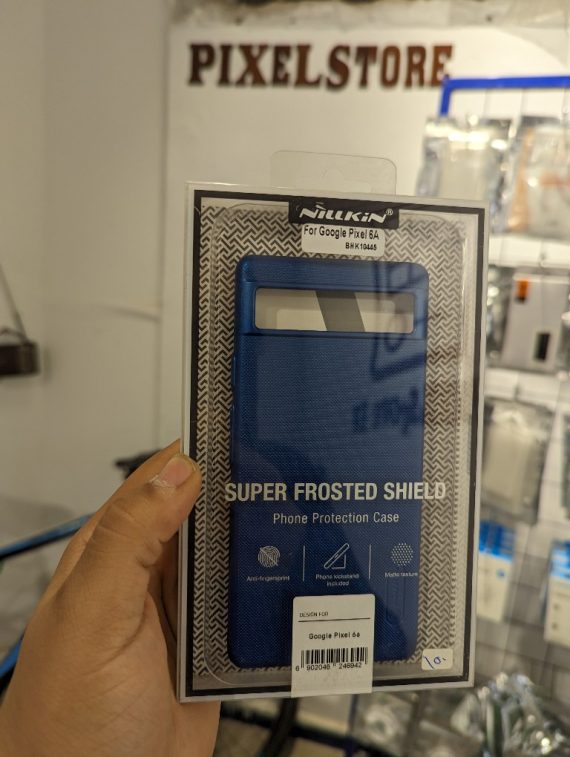 PIXELSTORE
NILLKIN®
For Google Pixel 6A
BHK10445
SUPER FROSTED SHIELD
Phone Protection Case
Anti-fingerprint
Phone kickstand
included
Matte texture
DESIGN FOR
Google Pixel 6a
6 902048 248942
١٥٠